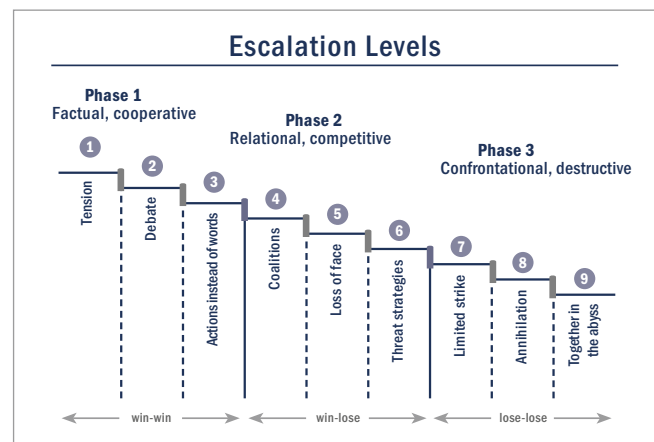 Escalation Levels
Phase 1
Factual, cooperative
Phase 2
Relational, competitive
Phase 3
Confrontational, destructive
1
2
3
4
5
6
7
8
9
Tension
Debate
Actions instead of words
Coalitions
Loss of face
Threat strategies
Limited strike
Annihilation
Together in
the abyss
win-win
win-lose
lose-lose